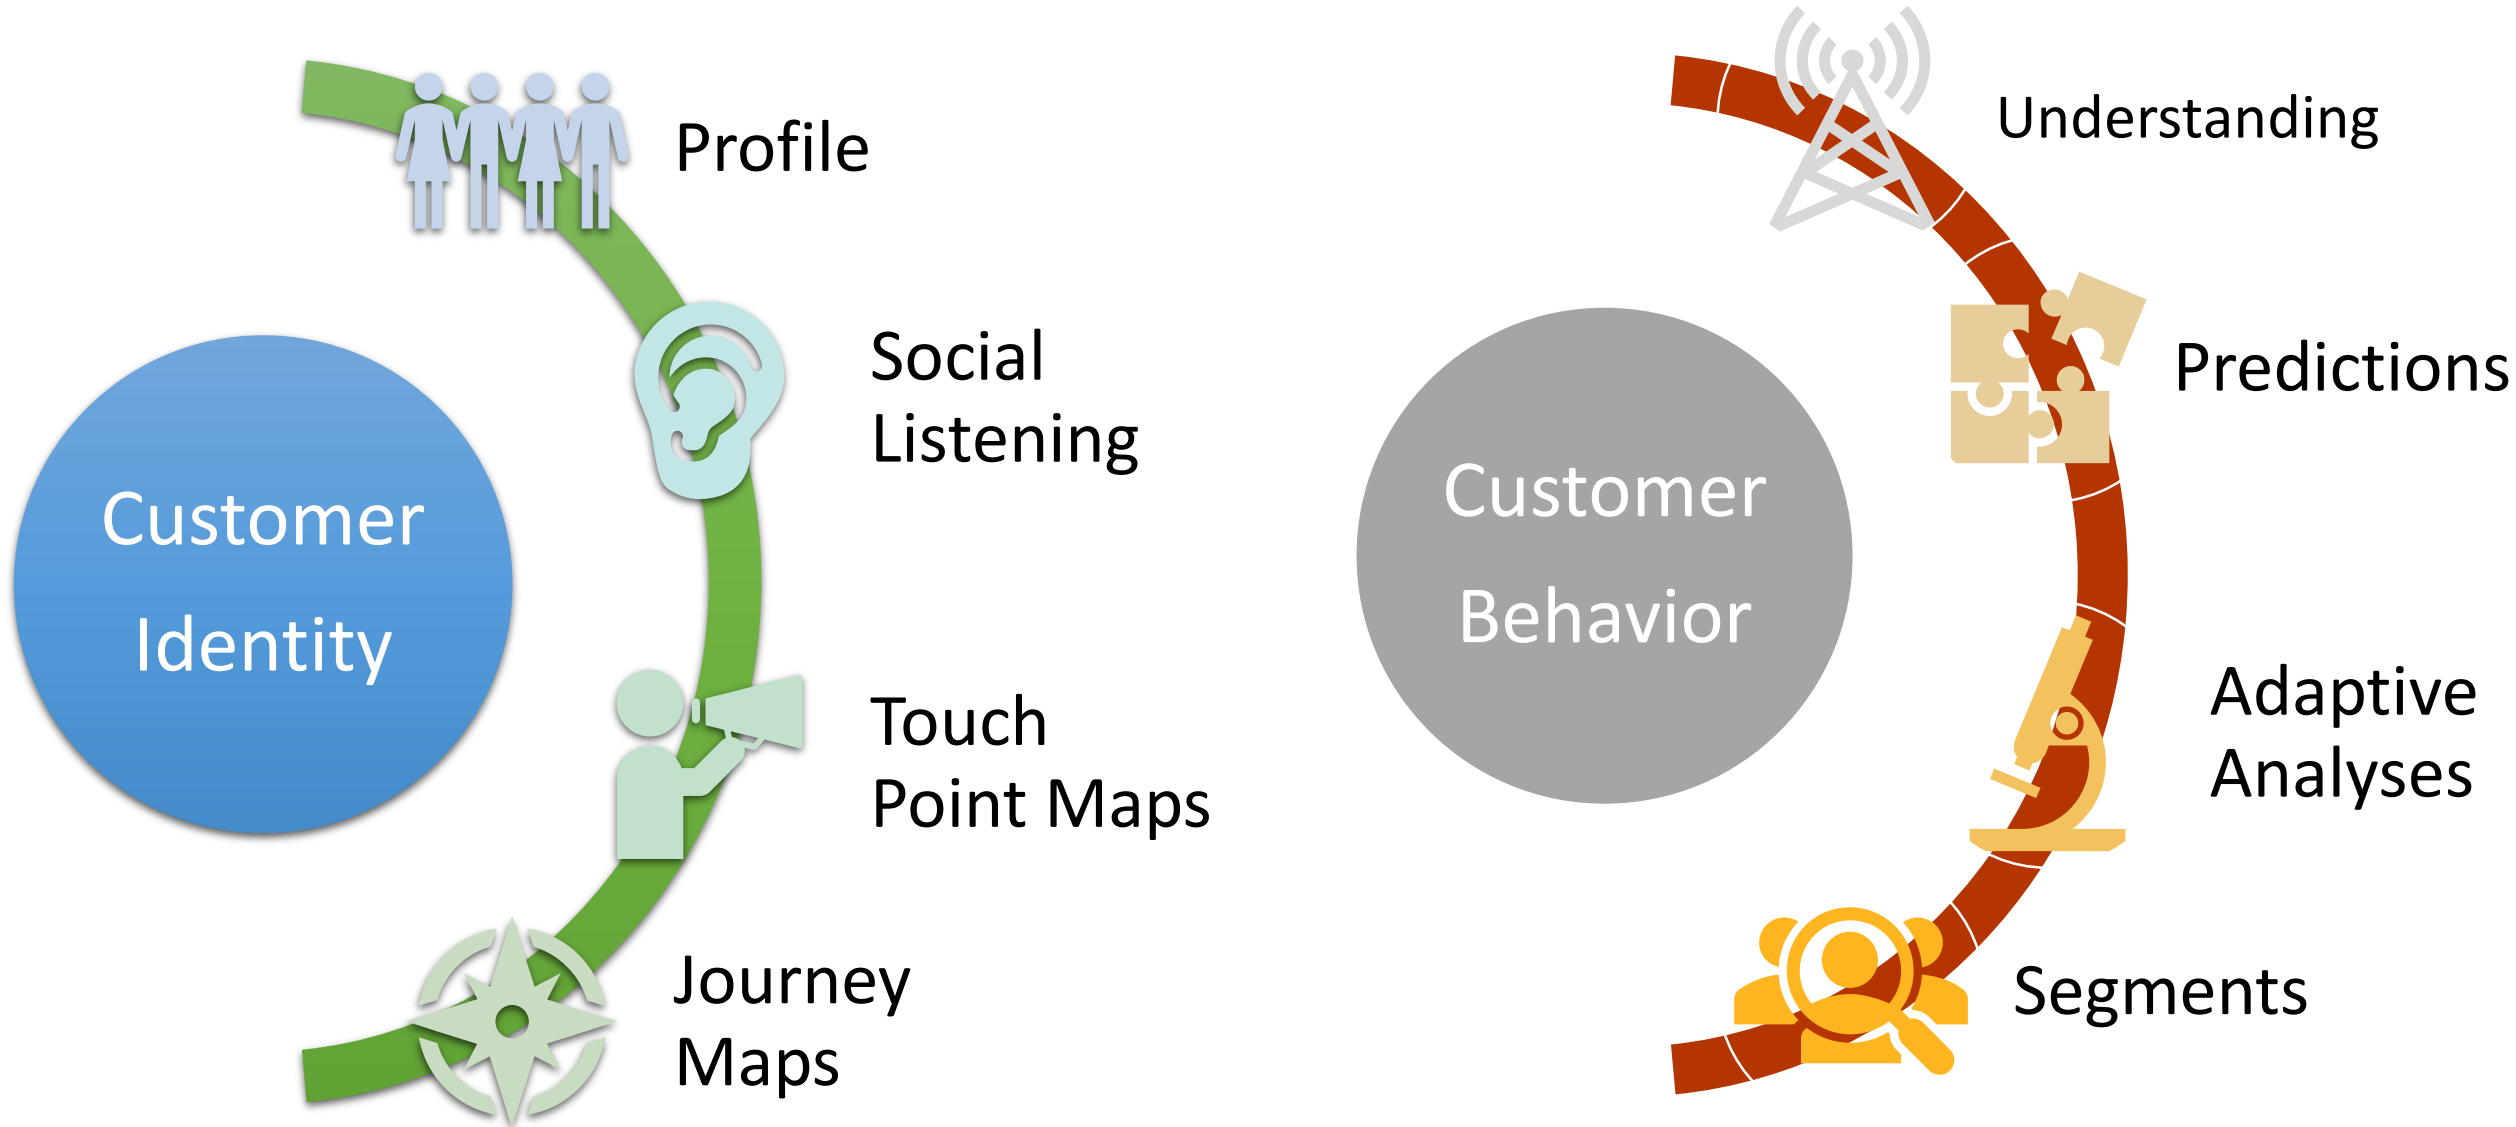 Customer
Identity
Profile
Social
Listening
Touch
Point Maps
Journey
Maps
Customer
Behavior
Understanding
Predictions
Adaptive
Analyses
Segments